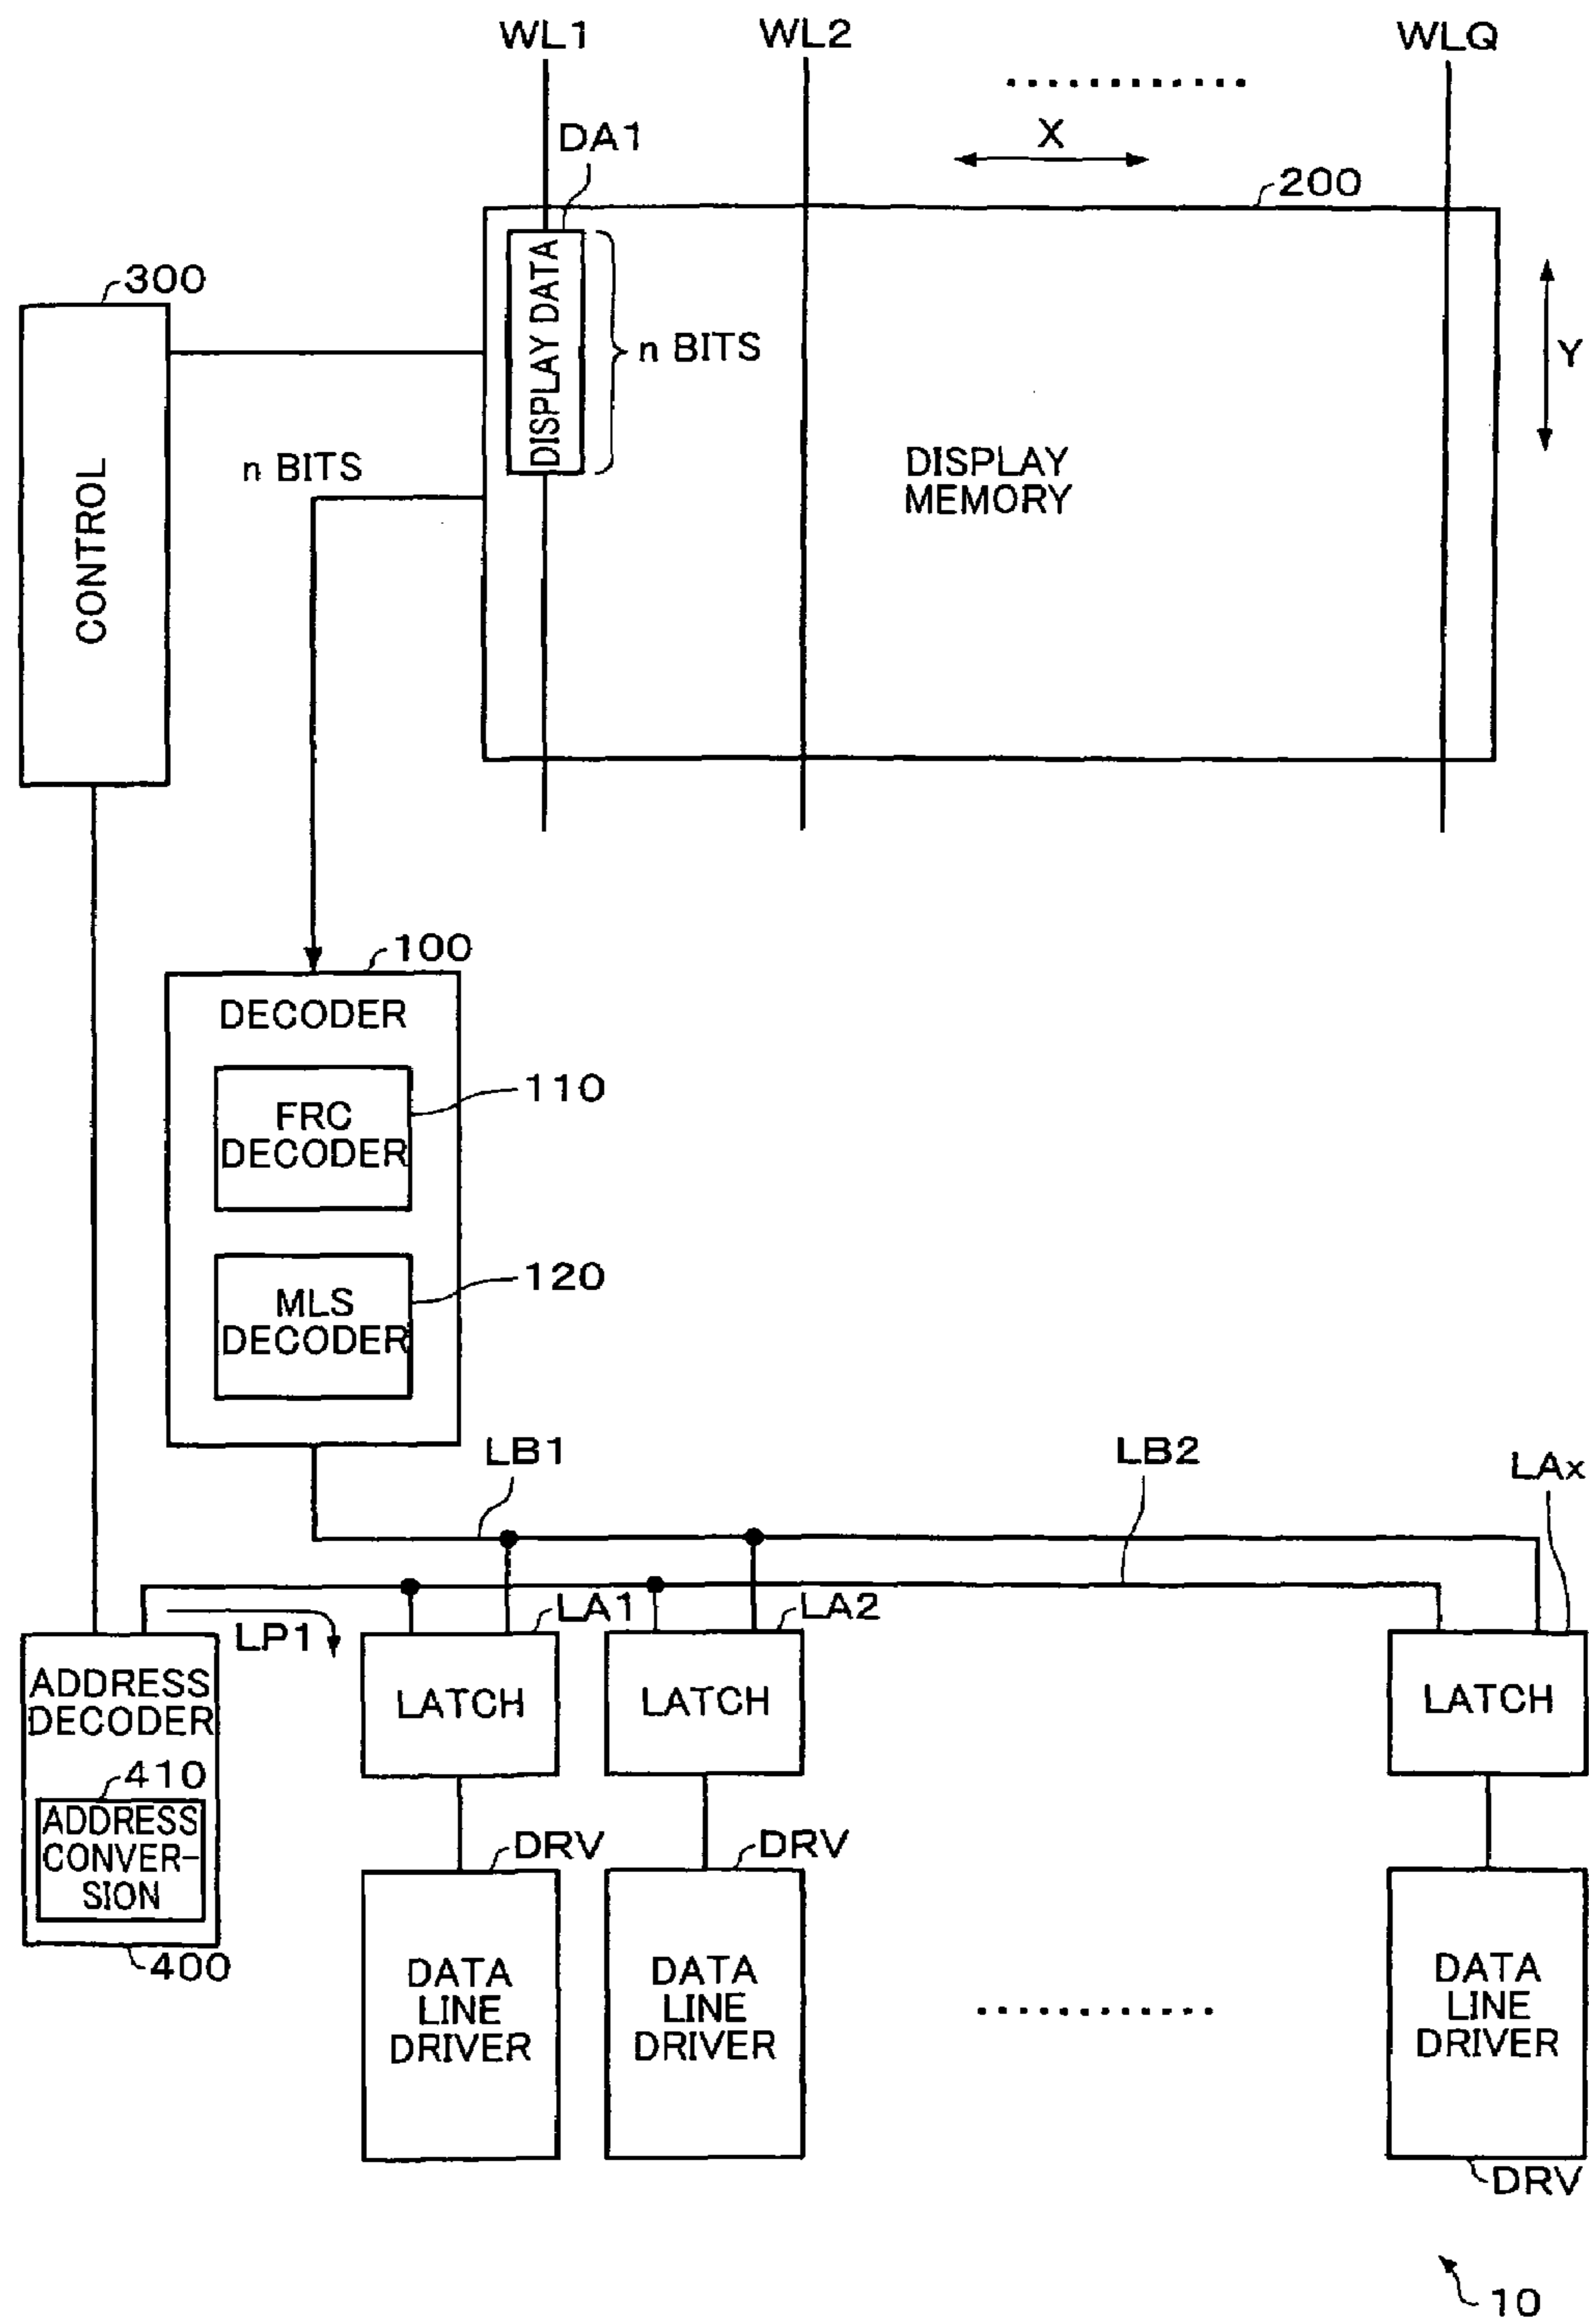 WL1
WL2
WLQ
DA1
X
200
300
DISPLAY DATA
n BITS
Y
n BITS
DISPLAY
MEMORY
CONTROL
100
DECODER
110
FRC
DECODER
120
MLS
DECODER
LB1
LB2
LAx
LP1
LA1
LA2
ADDRESS
DECODER
LATCH
LATCH
LATCH
410
ADDRESS
CONVER-
SION
DRV
DRV
400
DATA
LINE
DRIVER
DATA
LINE
DRIVER
DATA
LINE
DRIVER
DRV
10